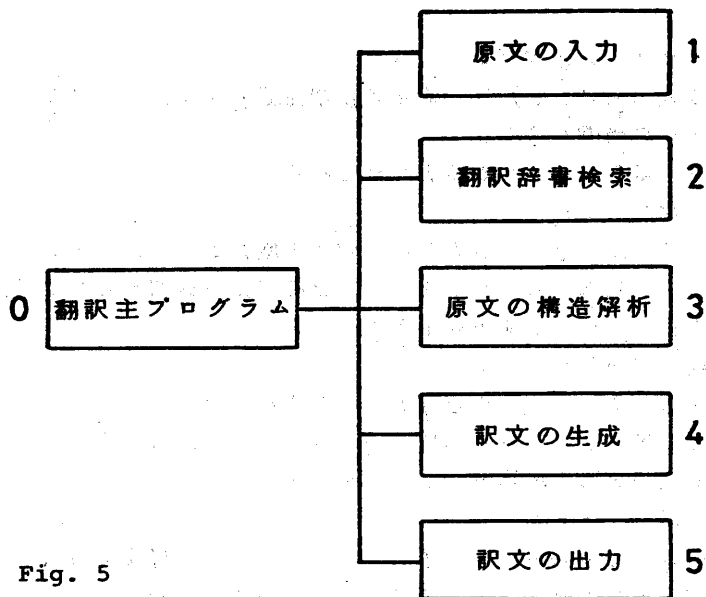 原文の入力 1
翻訳辞書検索 2
0 翻訳主プログラム
原文の構造解析 3
訳文の生成 4
訳文の出力 5
Fig. 5